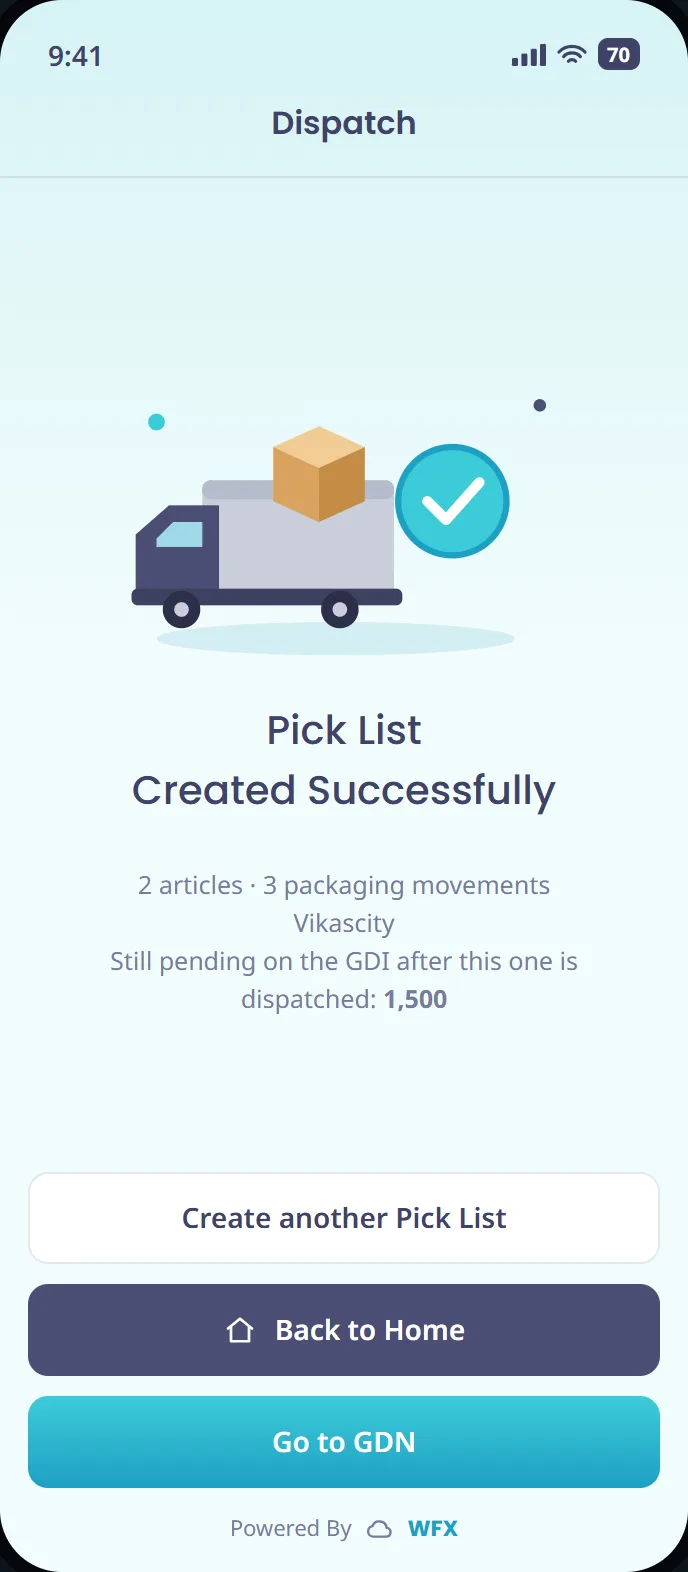 9:41
70
Dispatch
Pick List
Created Successfully
2 articles · 3 packaging movements
Vikascity
Still pending on the GDI after this one is
dispatched: 1,500
Create another Pick List
Back to Home
Go to GDN
Powered By WFX